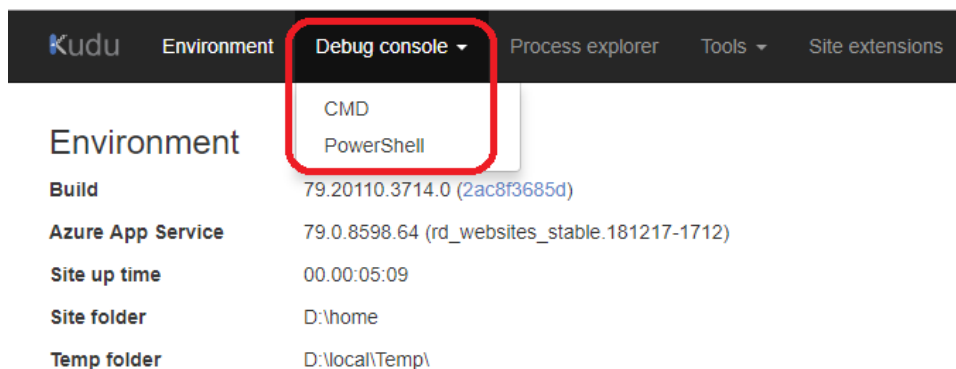 Kudu Environment Debug console Process explorer Tools Site extensions
CMD
PowerShell
Environment
Build 79.20110.3714.0 (2ac8f3685d)
Azure App Service 79.0.8598.64 (rd_websites_stable.181217-1712)
Site up time 00.00:05:09
Site folder D:\home
Temp folder D:\local\Temp\